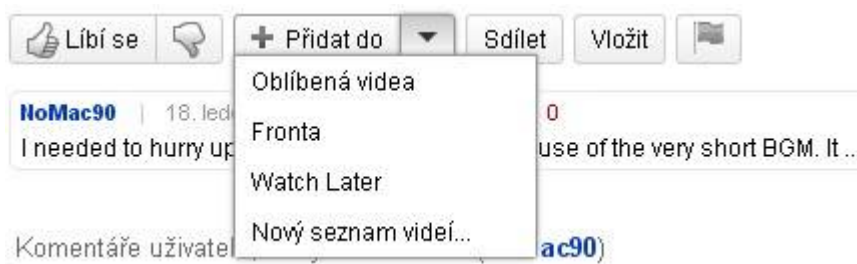 Líbí se Přidat do Sdílet Vložit
Oblíbená videa
NoMac90 | 18. led 0
Fronta
I needed to hurry up use of the very short BGM. It ...
Watch Later
Nový seznam videí...
Komentáře uživatel ac90)